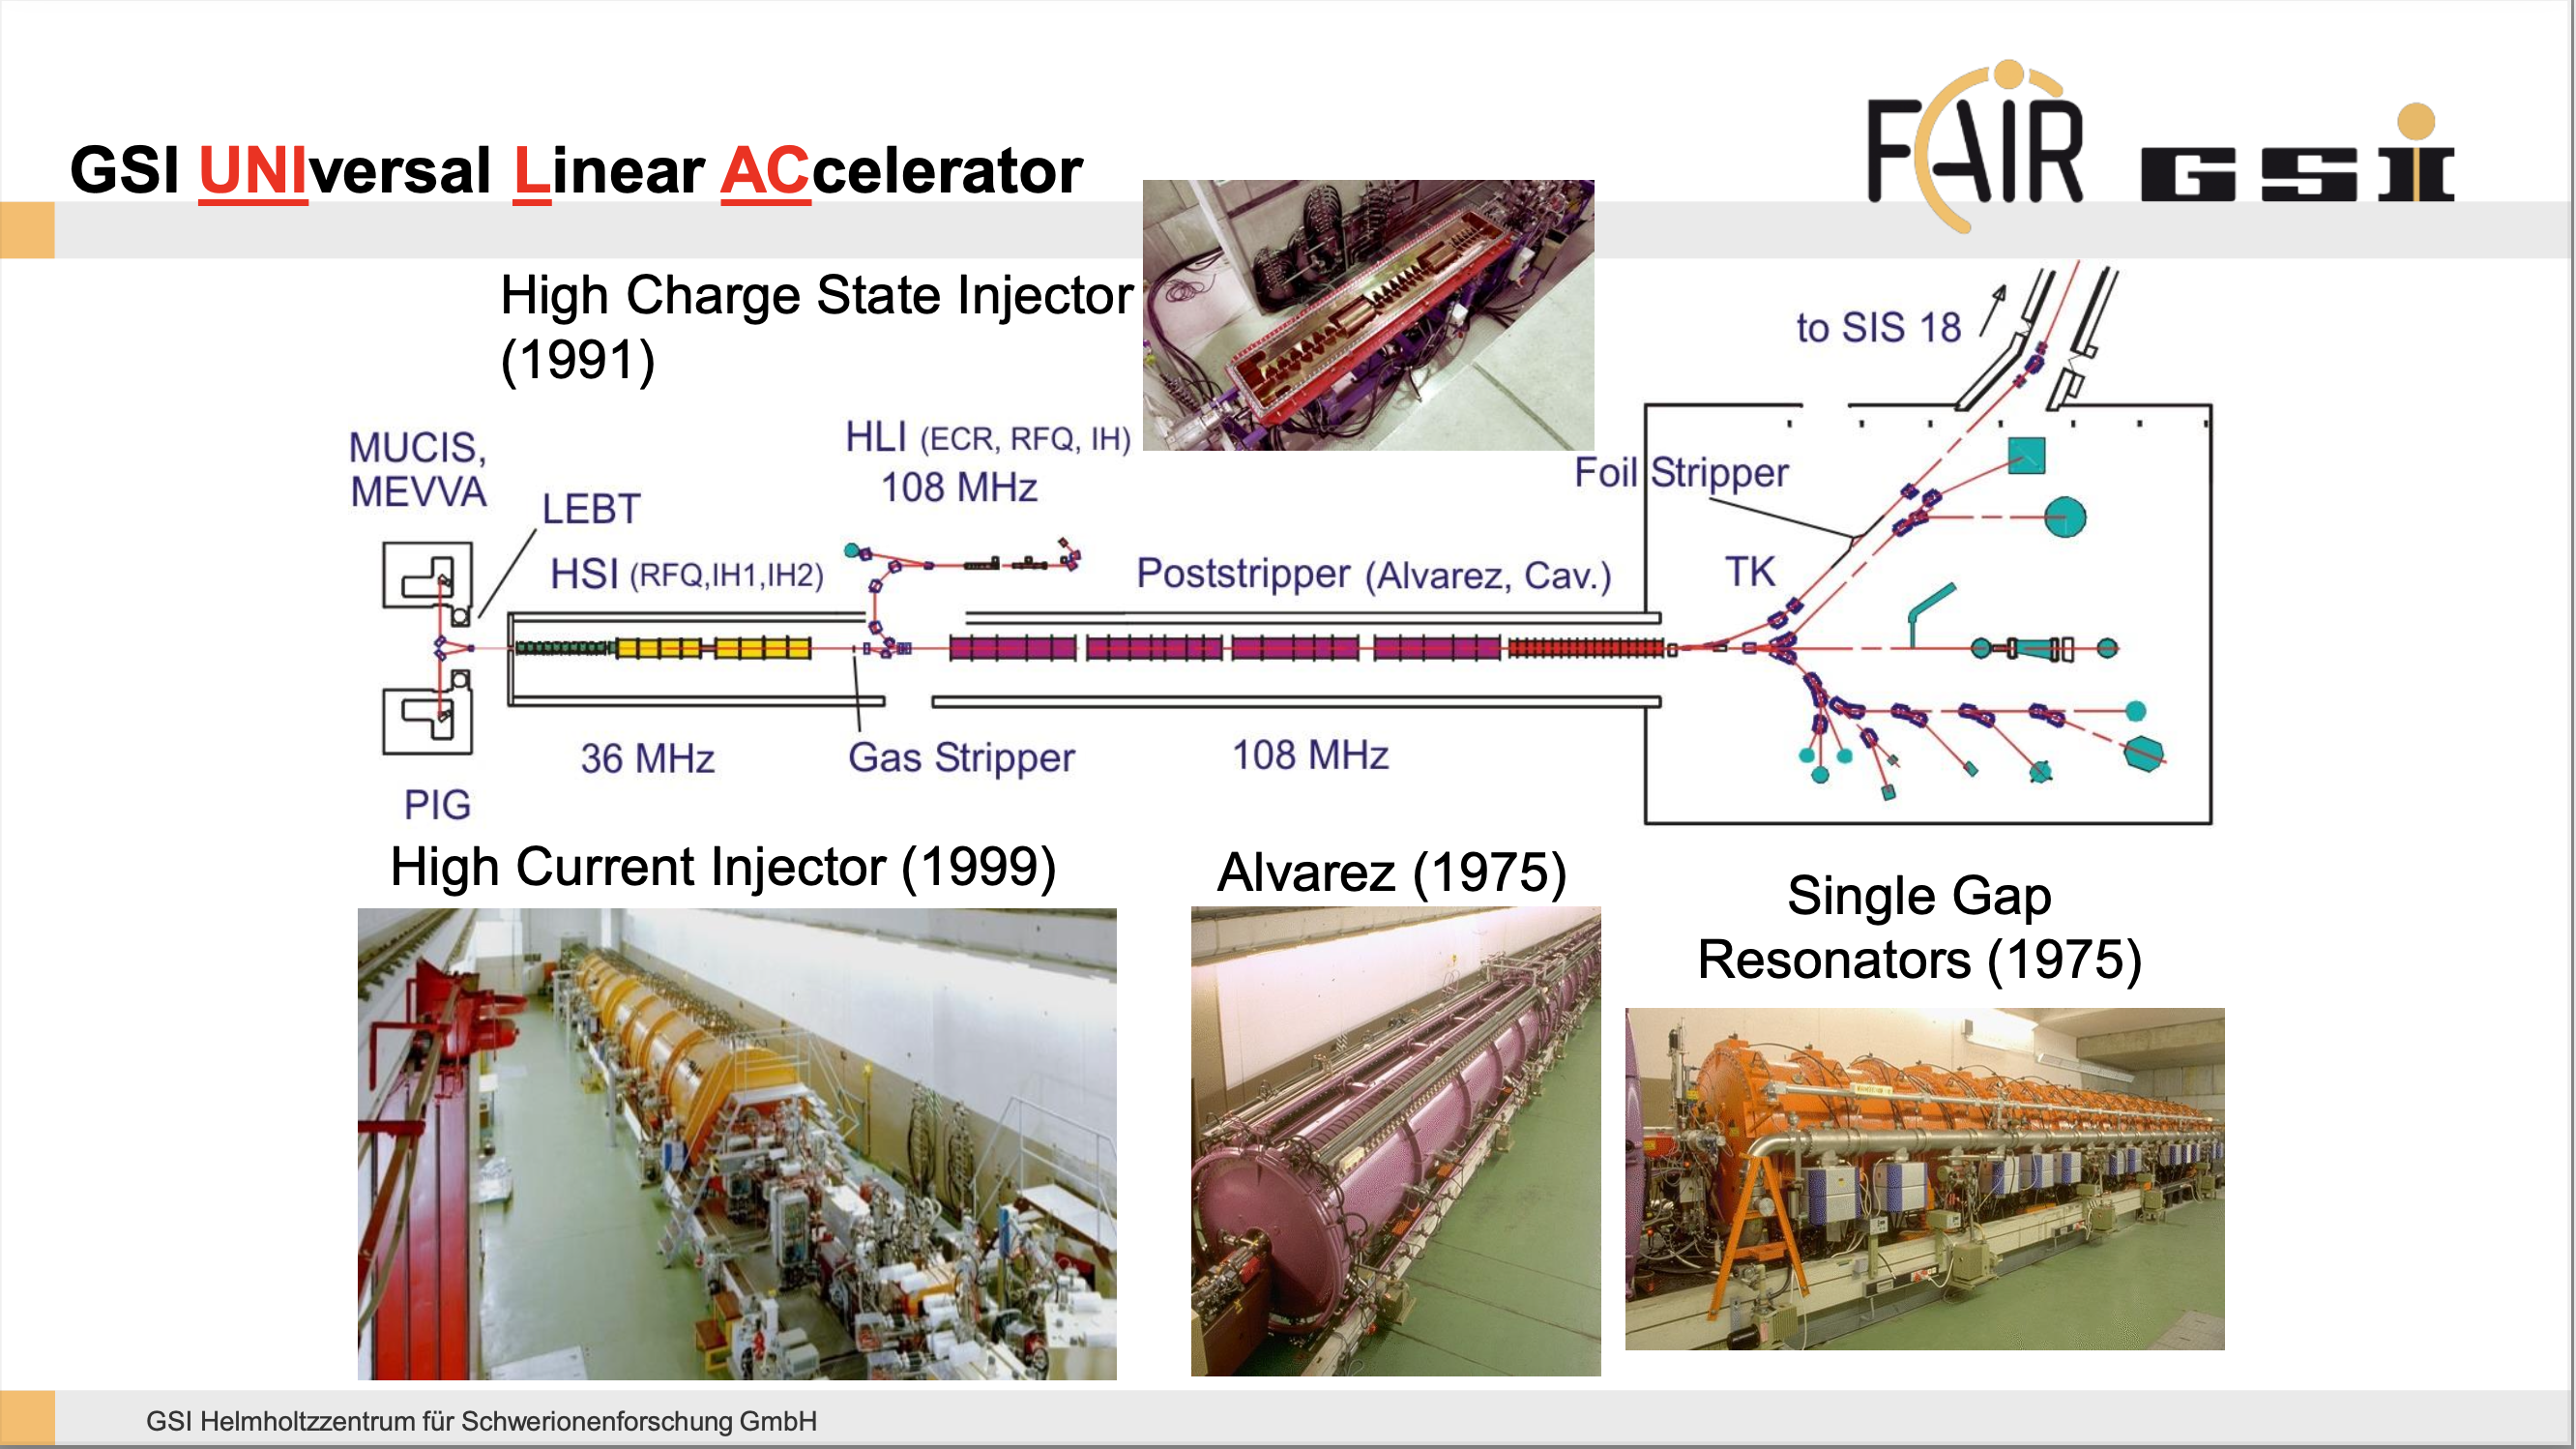 FAIR GSI
GSI UNIversal Linear ACcelerator
High Charge State Injector
(1991)
to SIS 18
MUCIS,
MEVVA
HLI (ECR, RFQ, IH)
108 MHz
Foil Stripper
LEBT
HSI (RFQ,IH1,IH2)
Poststripper (Alvarez, Cav.)
TK
36 MHz
Gas Stripper
108 MHz
PIG
High Current Injector (1999)
Alvarez (1975)
Single Gap
Resonators (1975)
GSI Helmholtzzentrum für Schwerionenforschung GmbH